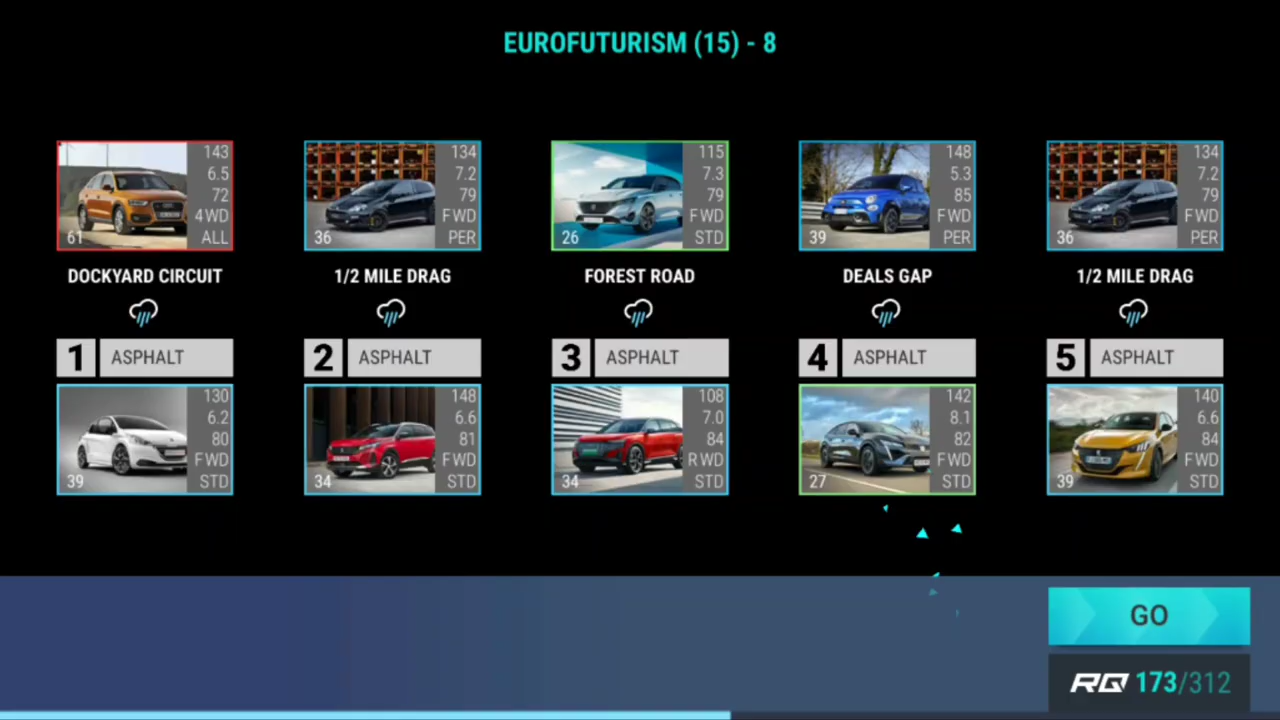 EUROFUTURISM (15) - 8
143
6.5
72
4WD
ALL
61
134
7.2
79
FWD
PER
36
115
7.3
79
FWD
STD
26
148
5.3
85
FWD
PER
39
134
7.2
79
FWD
PER
36
DOCKYARD CIRCUIT
1/2 MILE DRAG
FOREST ROAD
DEALS GAP
1/2 MILE DRAG
1 ASPHALT
2 ASPHALT
3 ASPHALT
4 ASPHALT
5 ASPHALT
130
6.2
80
FWD
STD
39
148
6.6
81
FWD
STD
34
108
7.0
84
RWD
STD
34
142
8.1
82
FWD
STD
27
140
6.6
84
FWD
STD
39
GO
RQ 173/312